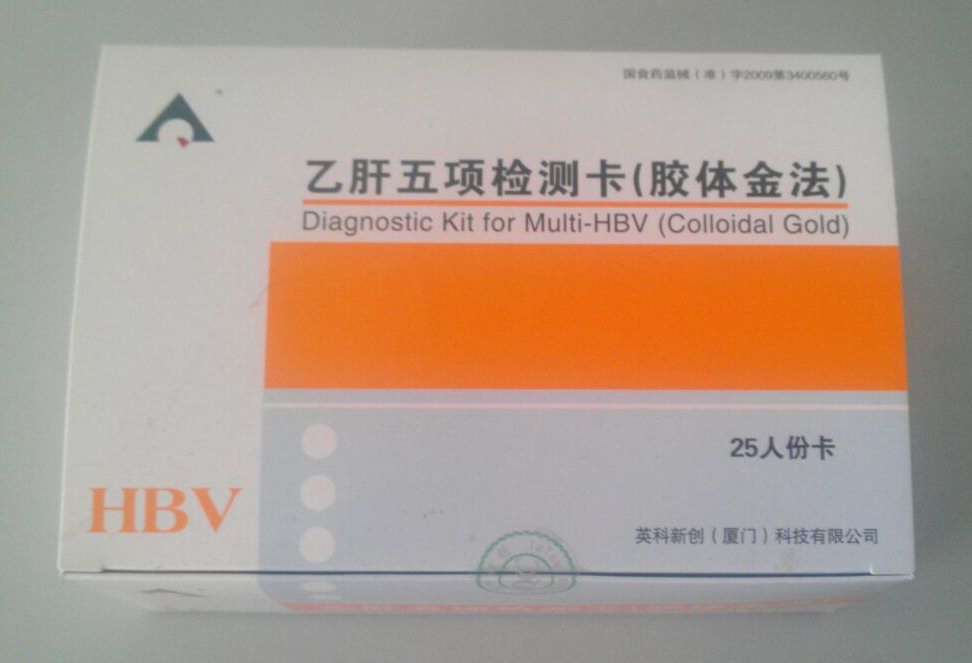 国食药监械(准)字2009第3400560号
乙肝五项检测卡(胶体金法)
Diagnostic Kit for Multi-HBV (Colloidal Gold)
25人份卡
HBV
英科新创(厦门)科技有限公司